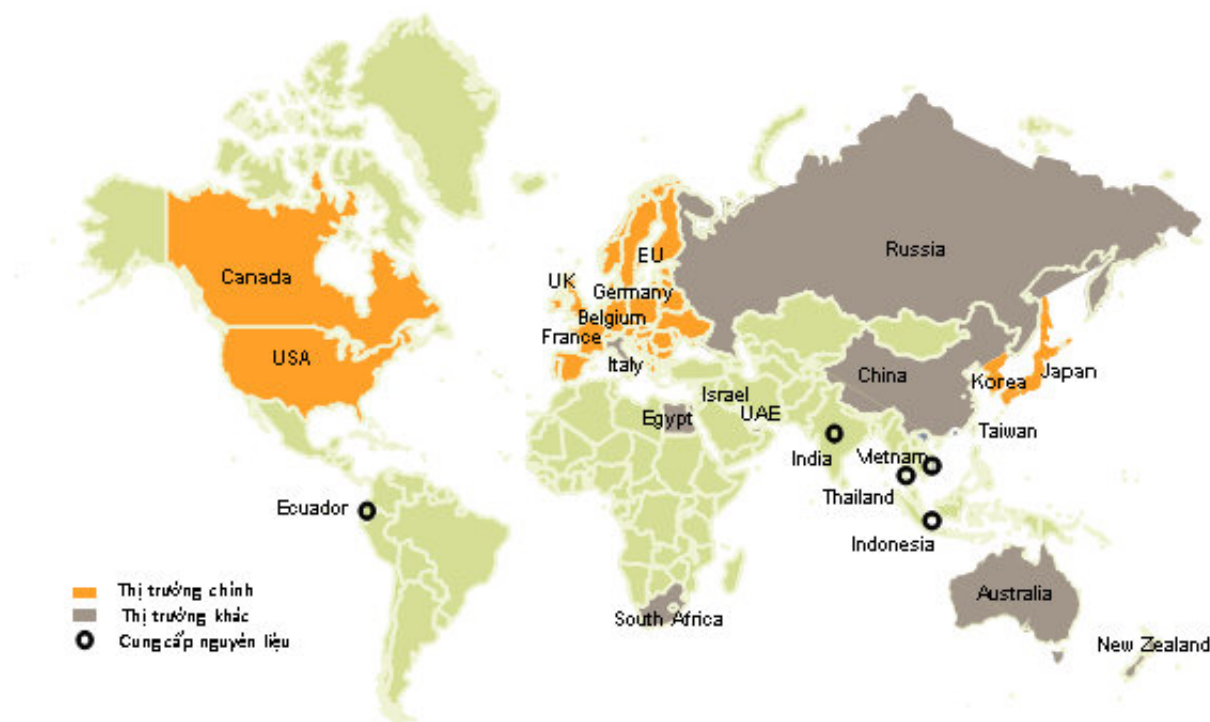 Canada
USA
Ecuador
EU
UK
Germany
Belgium
France
Italy
Russia
China
Korea
Japan
Taiwan
Israel
Egypt
UAE
India
Vietnam
Thailand
Indonesia
South Africa
Australia
New Zealand
Thị trường chính
Thị trường khác
Cung cấp nguyên liệu